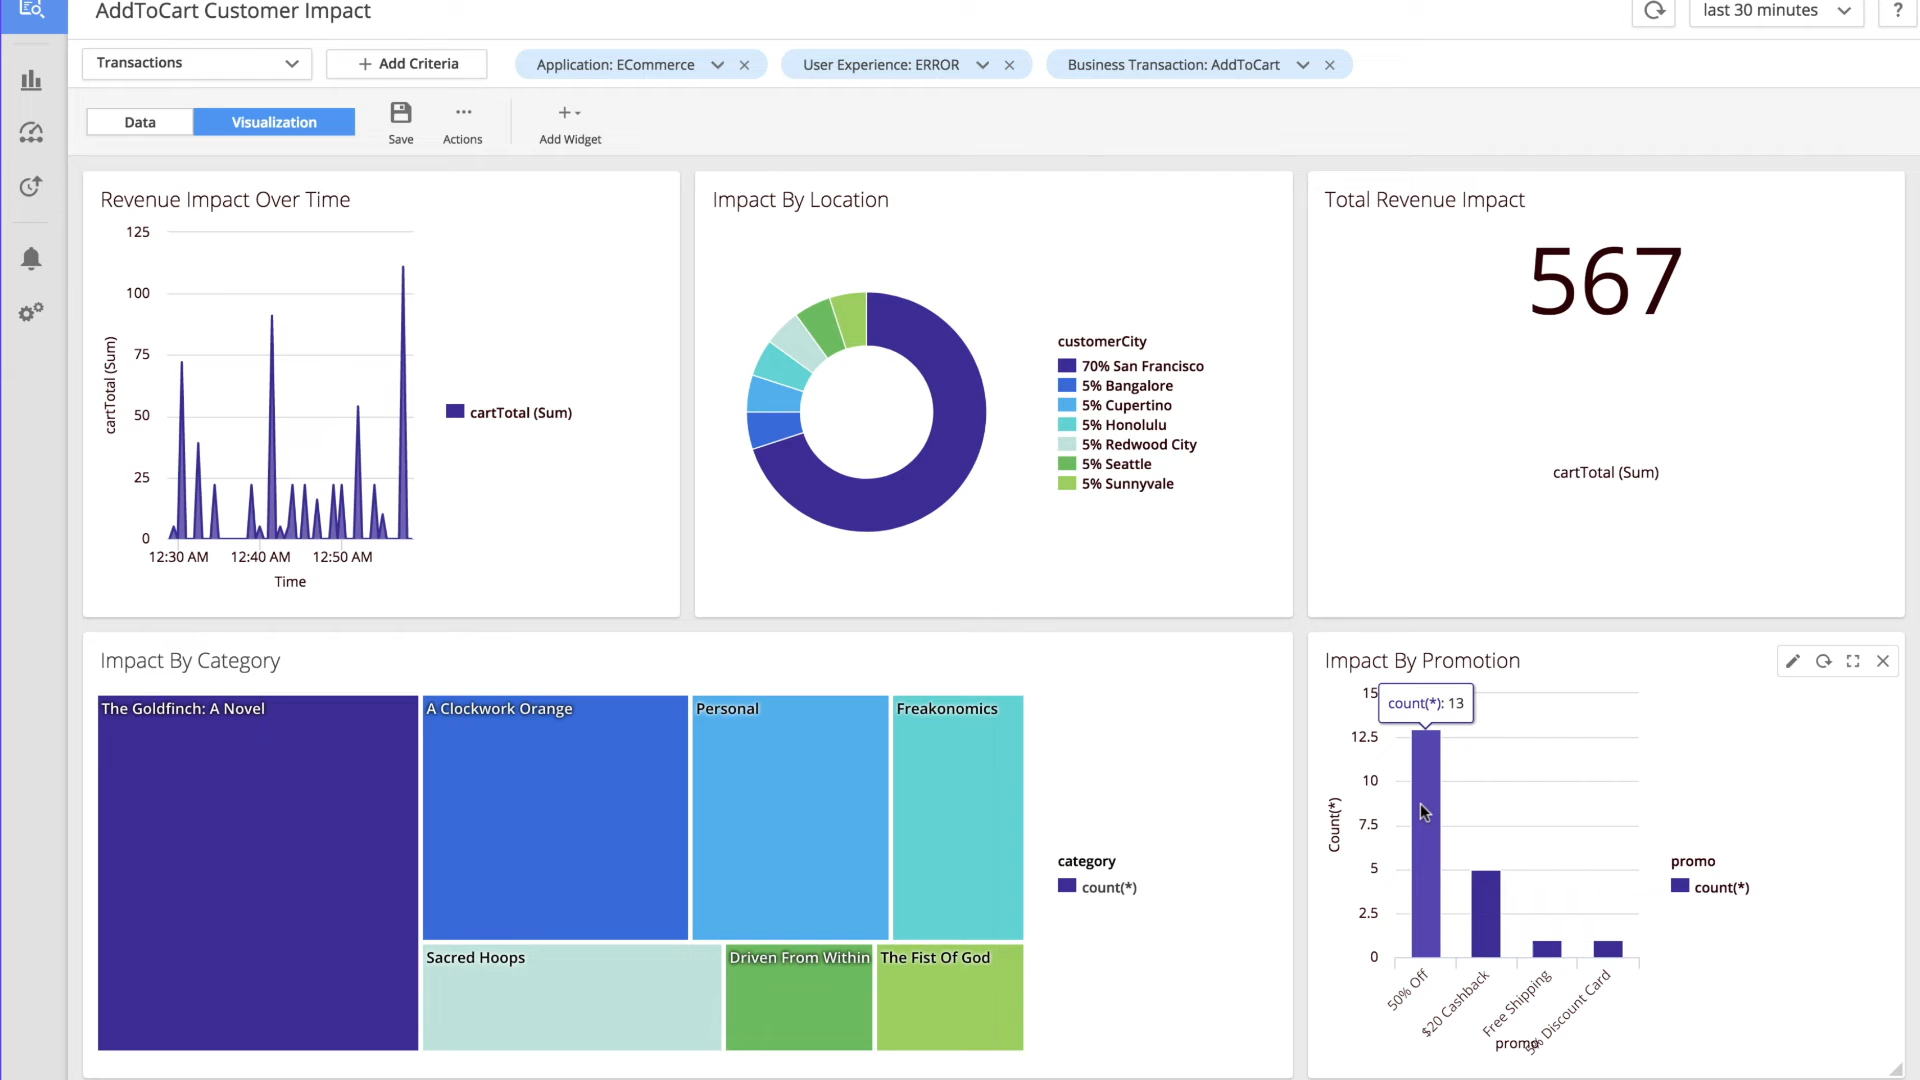 AddToCart Customer Impact
last 30 minutes
?
Transactions
+ Add Criteria
Application: ECommerce
User Experience: ERROR
Business Transaction: AddToCart
Data
Visualization
Save
Actions
Add Widget
Revenue Impact Over Time
125
100
75
50
25
0
cartTotal (Sum)
12:30 AM 12:40 AM 12:50 AM
Time
cartTotal (Sum)
Impact By Location
customerCity
70% San Francisco
5% Bangalore
5% Cupertino
5% Honolulu
5% Redwood City
5% Seattle
5% Sunnyvale
Total Revenue Impact
567
cartTotal (Sum)
Impact By Category
The Goldfinch: A Novel
A Clockwork Orange
Personal
Freakonomics
Sacred Hoops
Driven From Within
The Fist Of God
category
count(*)
Impact By Promotion
count(*): 13
15
12.5
10
7.5
5
2.5
0
Count(*)
50% Off
$20 Cashback
Free Shipping
5% Discount Card
promo
promo
count(*)